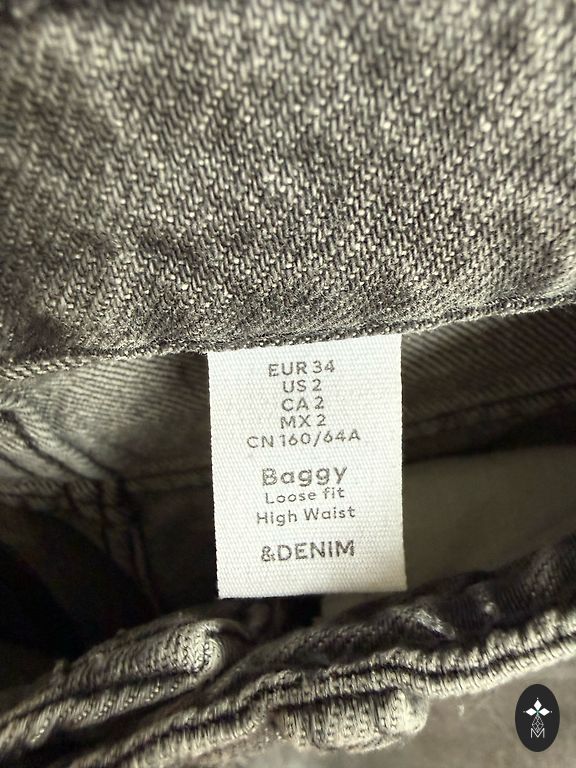 EUR 34
US 2
CA 2
MX 2
CN 160/64A
Baggy
Loose fit
High Waist
&DENIM
M